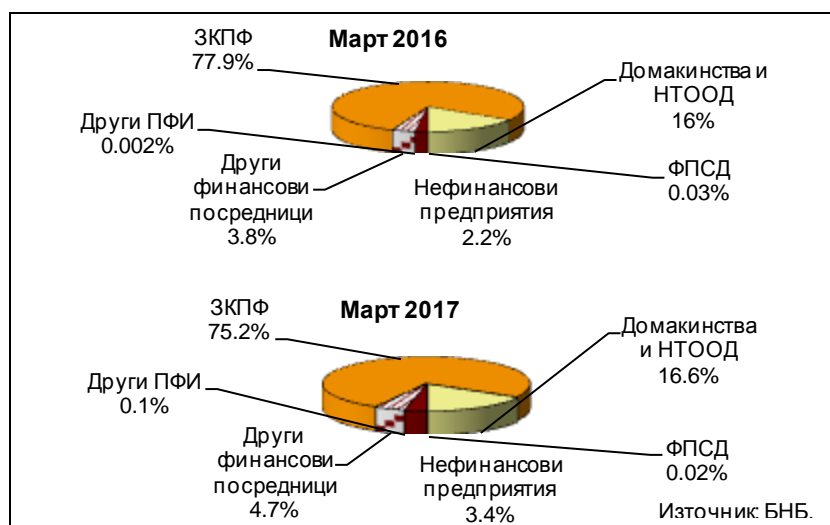 ЗКПФ
77.9%
Март 2016
Домакинства и
НТООД
16%
Други ПФИ
0.002%
Други
финансови
посредници
3.8%
Нефинансови
предприятия
2.2%
ФПСД
0.03%
ЗКПФ
75.2%
Март 2017
Домакинства
и НТООД
16.6%
Други ПФИ
0.1%
Други
финансови
посредници
4.7%
Нефинансови
предприятия
3.4%
ФПСД
0.02%
Източник: БНБ.